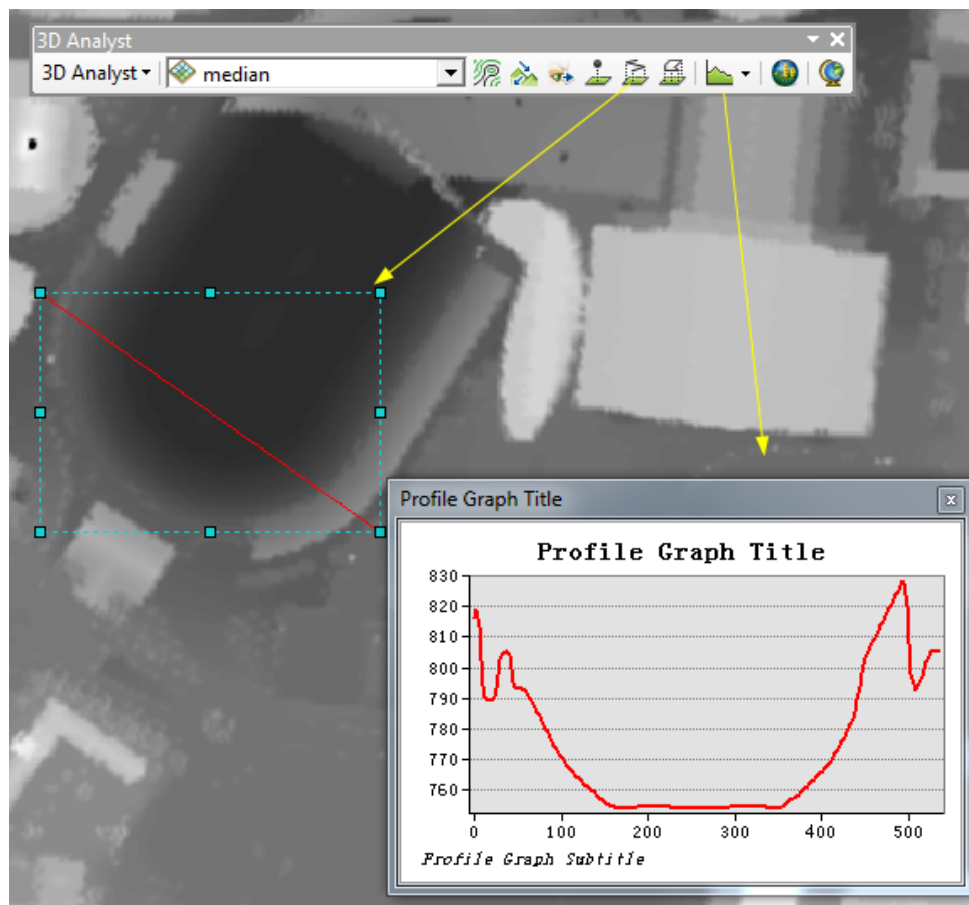 3D Analyst
3D Analyst median
Profile Graph Title
Profile Graph Title
830
820
810
800
790
780
770
760
0 100 200 300 400 500
Profile Graph Subtitle